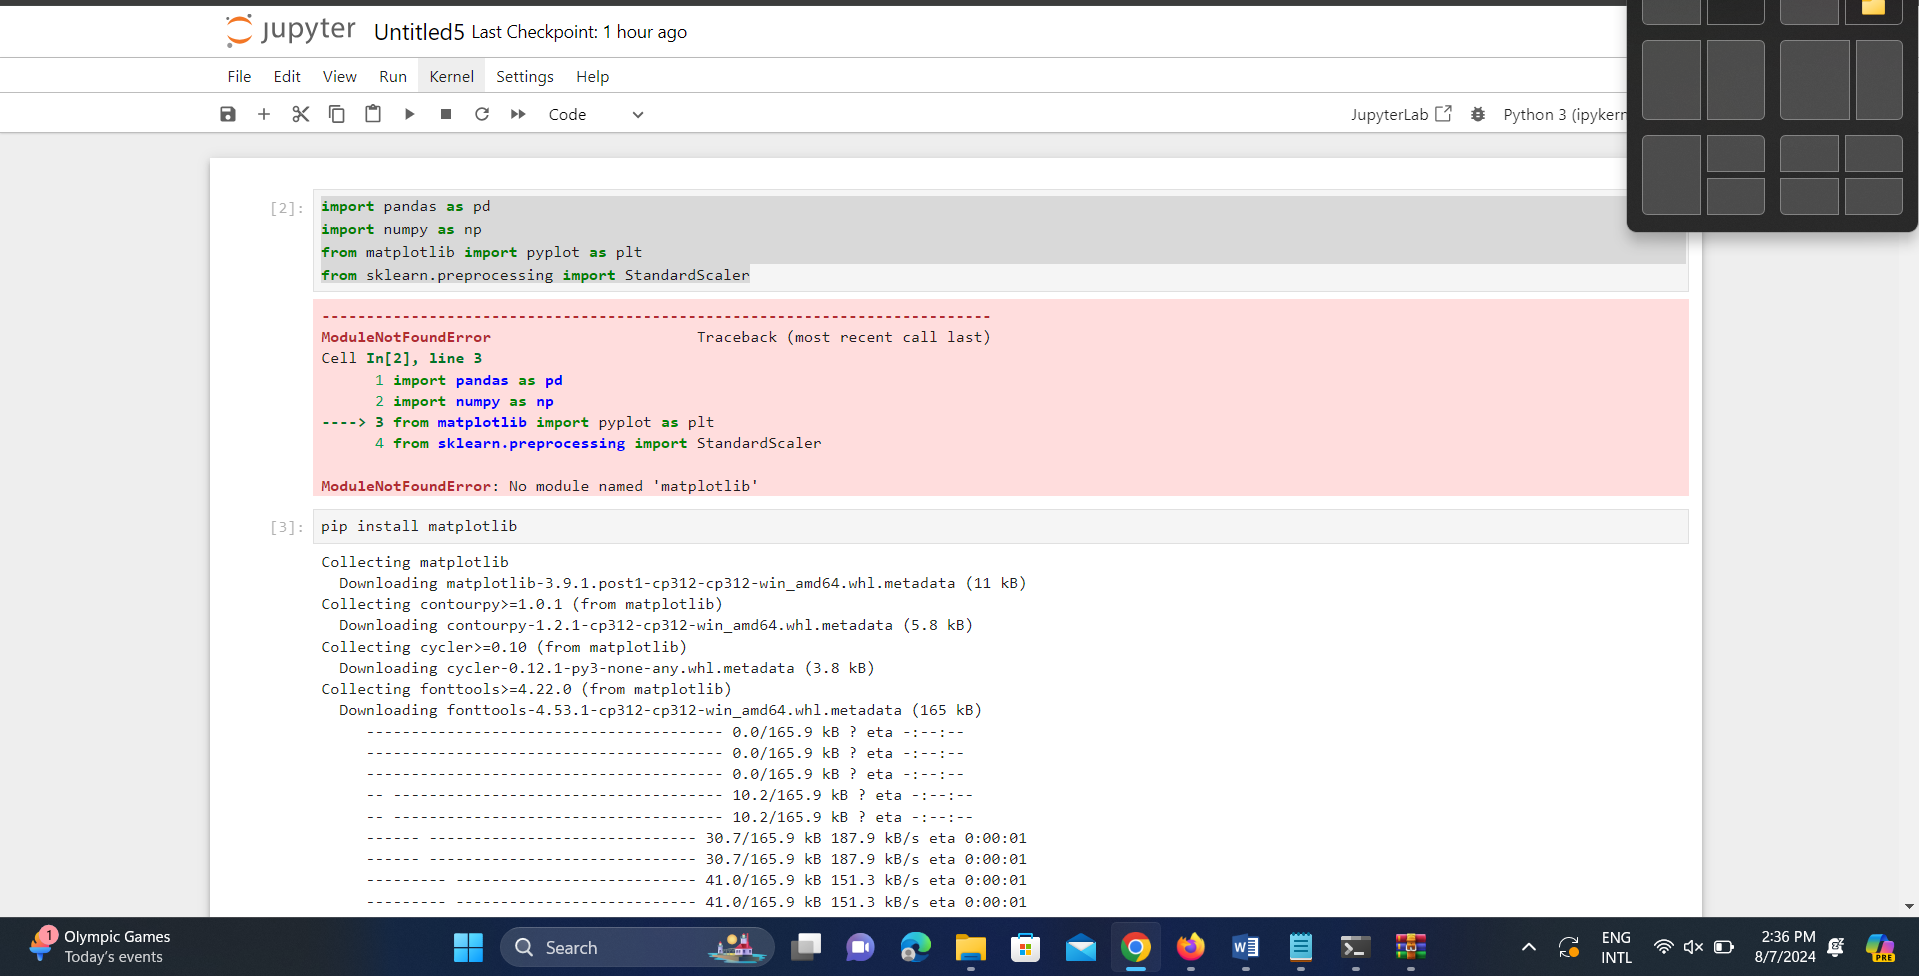 jupyter Untitled5 Last Checkpoint: 1 hour ago
File Edit View Run Kernel Settings Help
Code JupyterLab Python 3 (ipykern
[2]: import pandas as pd
import numpy as np
from matplotlib import pyplot as plt
from sklearn.preprocessing import StandardScaler
---------------------------------------------------------------------------
ModuleNotFoundError                       Traceback (most recent call last)
Cell In[2], line 3
      1 import pandas as pd
      2 import numpy as np
----> 3 from matplotlib import pyplot as plt
      4 from sklearn.preprocessing import StandardScaler
ModuleNotFoundError: No module named 'matplotlib'
[3]: pip install matplotlib
Collecting matplotlib
  Downloading matplotlib-3.9.1.post1-cp312-cp312-win_amd64.whl.metadata (11 kB)
Collecting contourpy>=1.0.1 (from matplotlib)
  Downloading contourpy-1.2.1-cp312-cp312-win_amd64.whl.metadata (5.8 kB)
Collecting cycler>=0.10 (from matplotlib)
  Downloading cycler-0.12.1-py3-none-any.whl.metadata (3.8 kB)
Collecting fonttools>=4.22.0 (from matplotlib)
  Downloading fonttools-4.53.1-cp312-cp312-win_amd64.whl.metadata (165 kB)
     ---------------------------------------- 0.0/165.9 kB ? eta -:--:--
     ---------------------------------------- 0.0/165.9 kB ? eta -:--:--
     ---------------------------------------- 0.0/165.9 kB ? eta -:--:--
     -- ------------------------------------- 10.2/165.9 kB ? eta -:--:--
     -- ------------------------------------- 10.2/165.9 kB ? eta -:--:--
     ------ ------------------------------ 30.7/165.9 kB 187.9 kB/s eta 0:00:01
     ------ ------------------------------ 30.7/165.9 kB 187.9 kB/s eta 0:00:01
     --------- --------------------------- 41.0/165.9 kB 151.3 kB/s eta 0:00:01
     --------- --------------------------- 41.0/165.9 kB 151.3 kB/s eta 0:00:01
1 Olympic Games
Today's events
Search
ENG
INTL
2:36 PM
8/7/2024
PRE